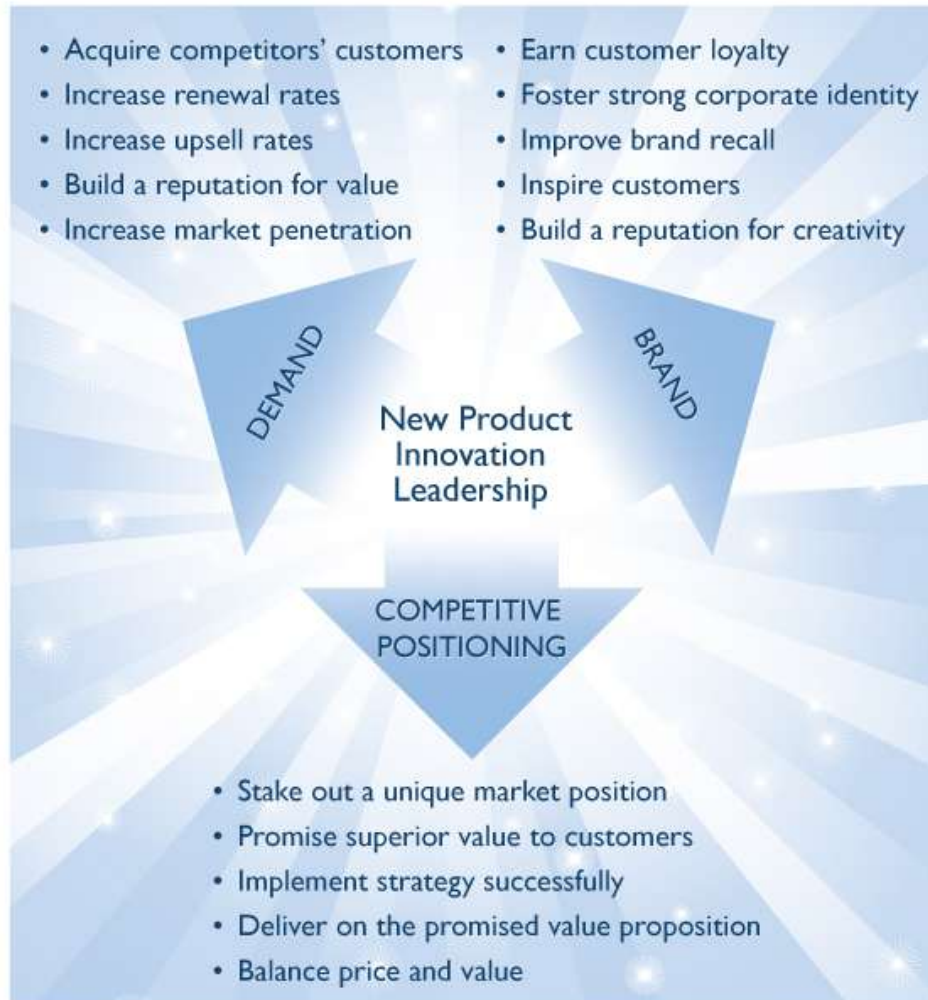 • Acquire competitors' customers
• Increase renewal rates
• Increase upsell rates
• Build a reputation for value
• Increase market penetration
• Earn customer loyalty
• Foster strong corporate identity
• Improve brand recall
• Inspire customers
• Build a reputation for creativity
DEMAND
BRAND
New Product
Innovation
Leadership
COMPETITIVE
POSITIONING
• Stake out a unique market position
• Promise superior value to customers
• Implement strategy successfully
• Deliver on the promised value proposition
• Balance price and value